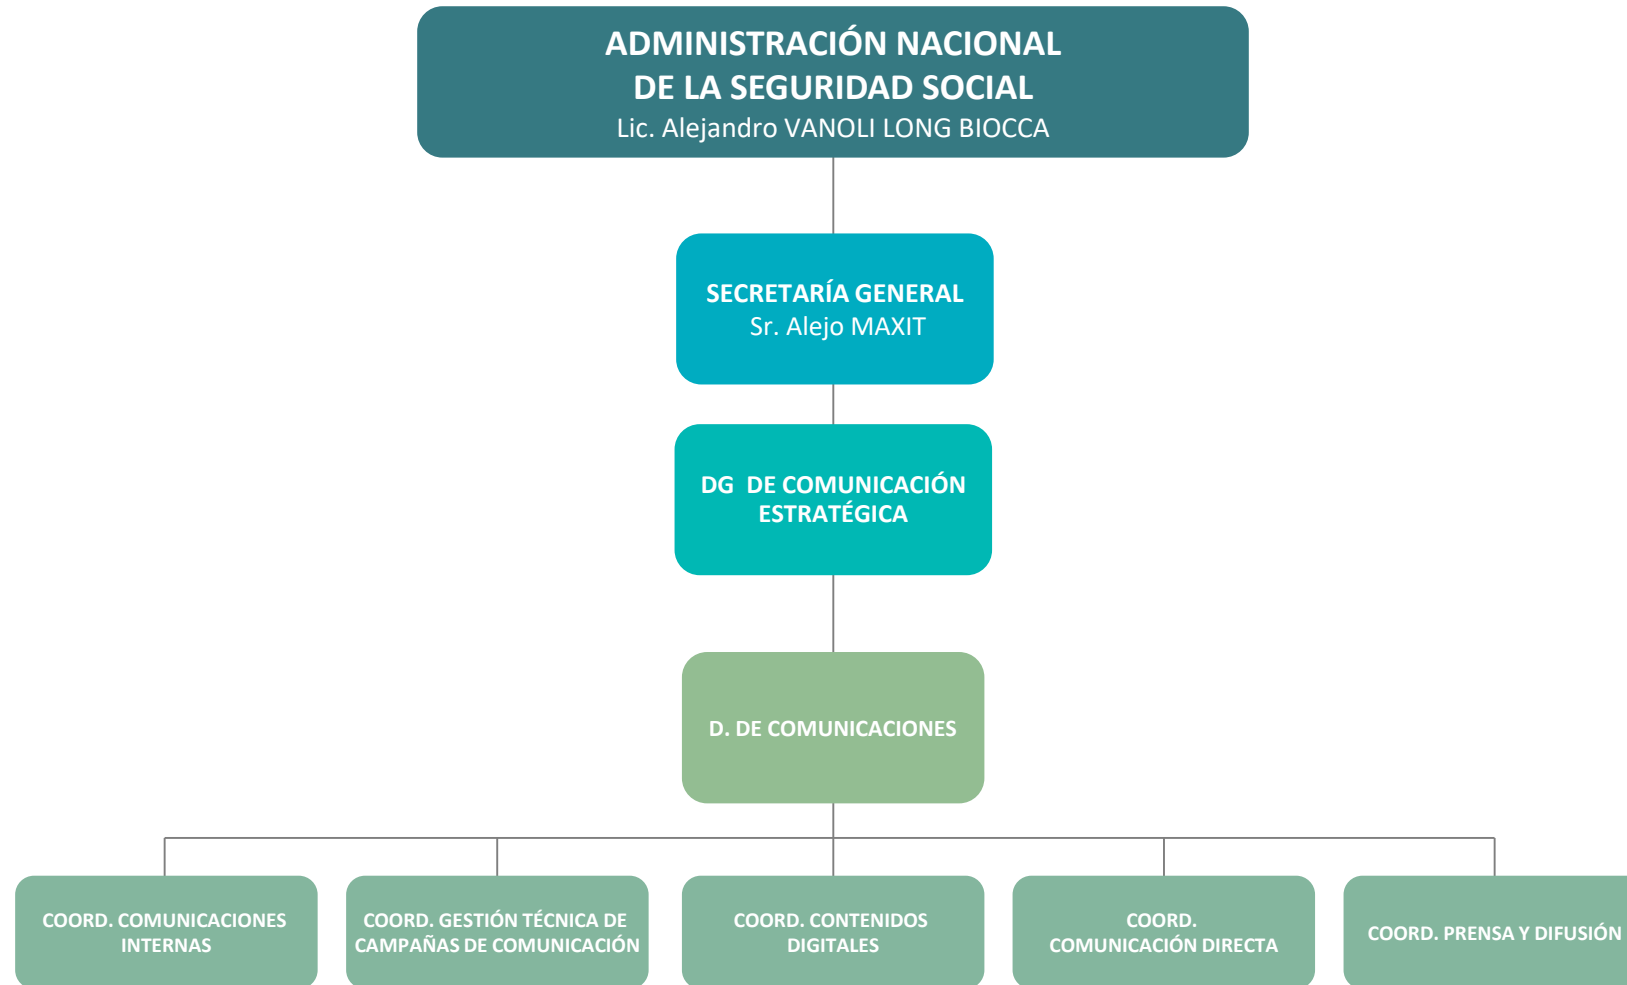 ADMINISTRACIÓN NACIONAL
DE LA SEGURIDAD SOCIAL
Lic. Alejandro VANOLI LONG BIOCCA
SECRETARÍA GENERAL
Sr. Alejo MAXIT
DG DE COMUNICACIÓN
ESTRATÉGICA
D. DE COMUNICACIONES
COORD. COMUNICACIONES
INTERNAS
COORD. GESTIÓN TÉCNICA DE
CAMPAÑAS DE COMUNICACIÓN
COORD. CONTENIDOS
DIGITALES
COORD.
COMUNICACIÓN DIRECTA
COORD. PRENSA Y DIFUSIÓN